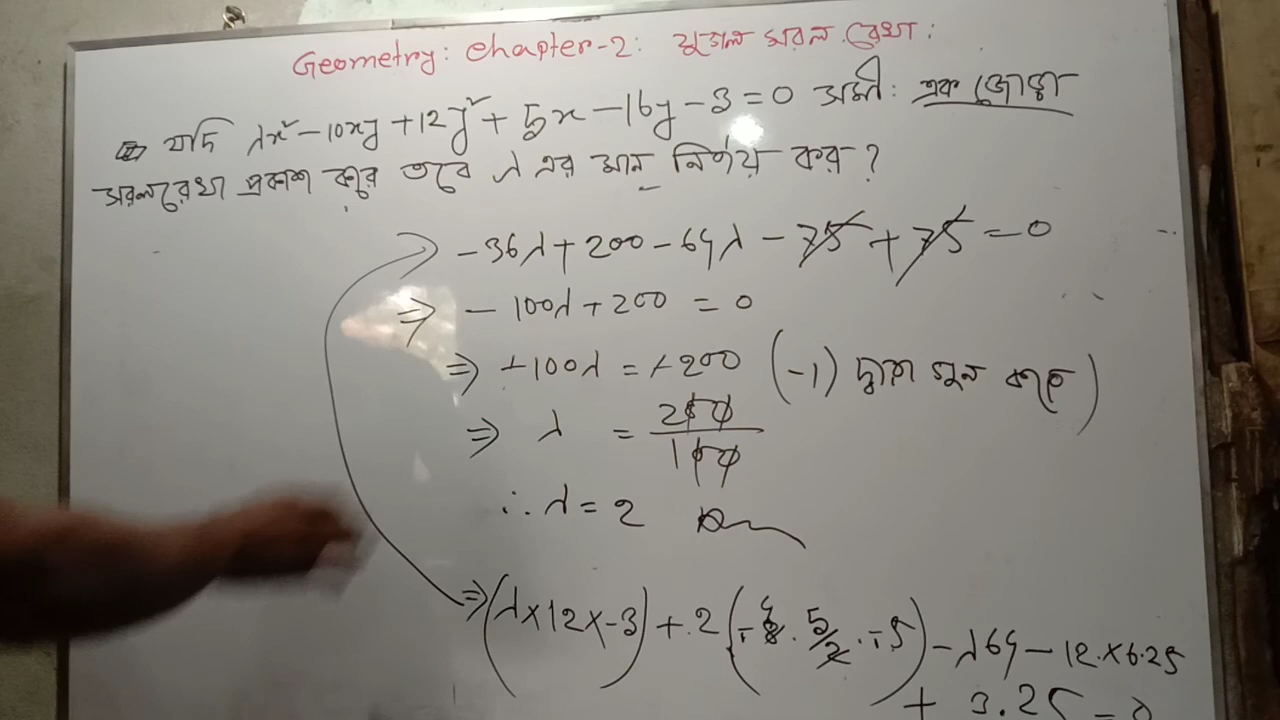 Geometry: Chapter-2: যুগল সরল রেখা:
যদি λx² - 10xy + 12y² + 5x - 16y - 3 = 0 সমী: এক জোড়া
সরলরেখা প্রকাশ করে তবে λ এর মান নির্ণয় কর?
-36λ + 200 - 64λ - 75 + 75 = 0
⇒ - 100λ + 200 = 0
⇒ +100λ = +200 (-1) দ্বারা গুন করে)
⇒ λ = 200/100
∴ λ = 2
⇒ (λ×12×-3) + 2(-8. 5/2 .-5) - λ64 - 12.×6.25
+ 3.25 = 0